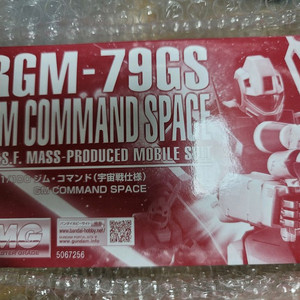 RGM-79GS
M COMMAND SPACE
.S.F. MASS-PRODUCED MOBILE SUIT
ジム・コマンド(宇宙戦仕様)
GM COMMAND SPACE
MG
5067256